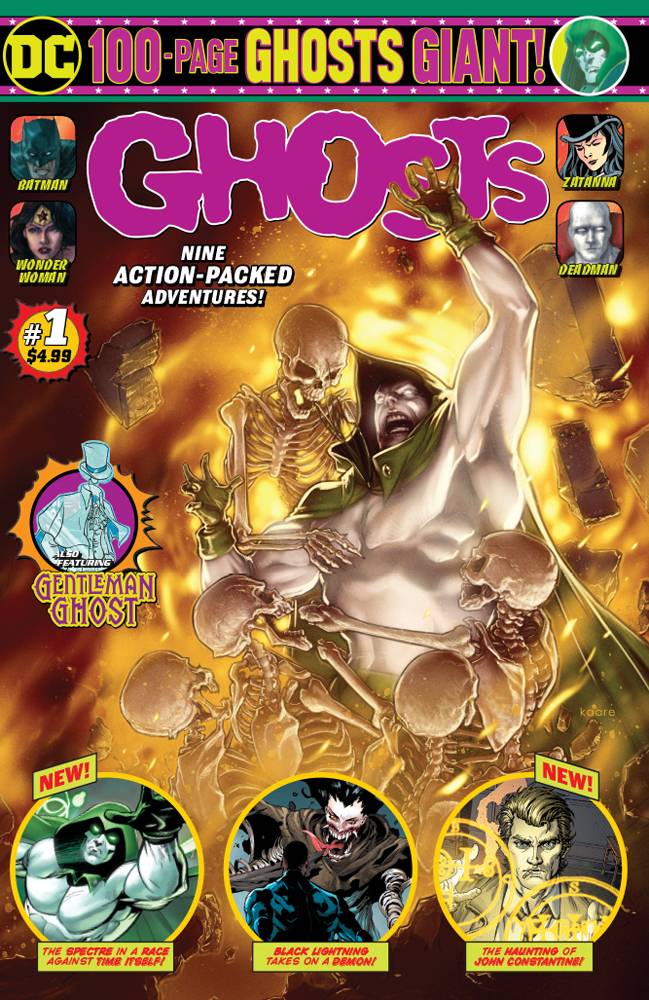 DC
100-PAGE GHOSTS GIANT!
GHOSTS
BATMAN
WONDER
WOMAN
ZATANNA
DEADMAN
NINE
ACTION-PACKED
ADVENTURES!
#1
$4.99
ALSO
FEATURING
GENTLEMAN
GHOST
kaare
NEW!
NEW!
THE SPECTRE IN A RACE
AGAINST TIME ITSELF!
BLACK LIGHTNING
TAKES ON A DEMON!
THE HAUNTING OF
JOHN CONSTANTINE!